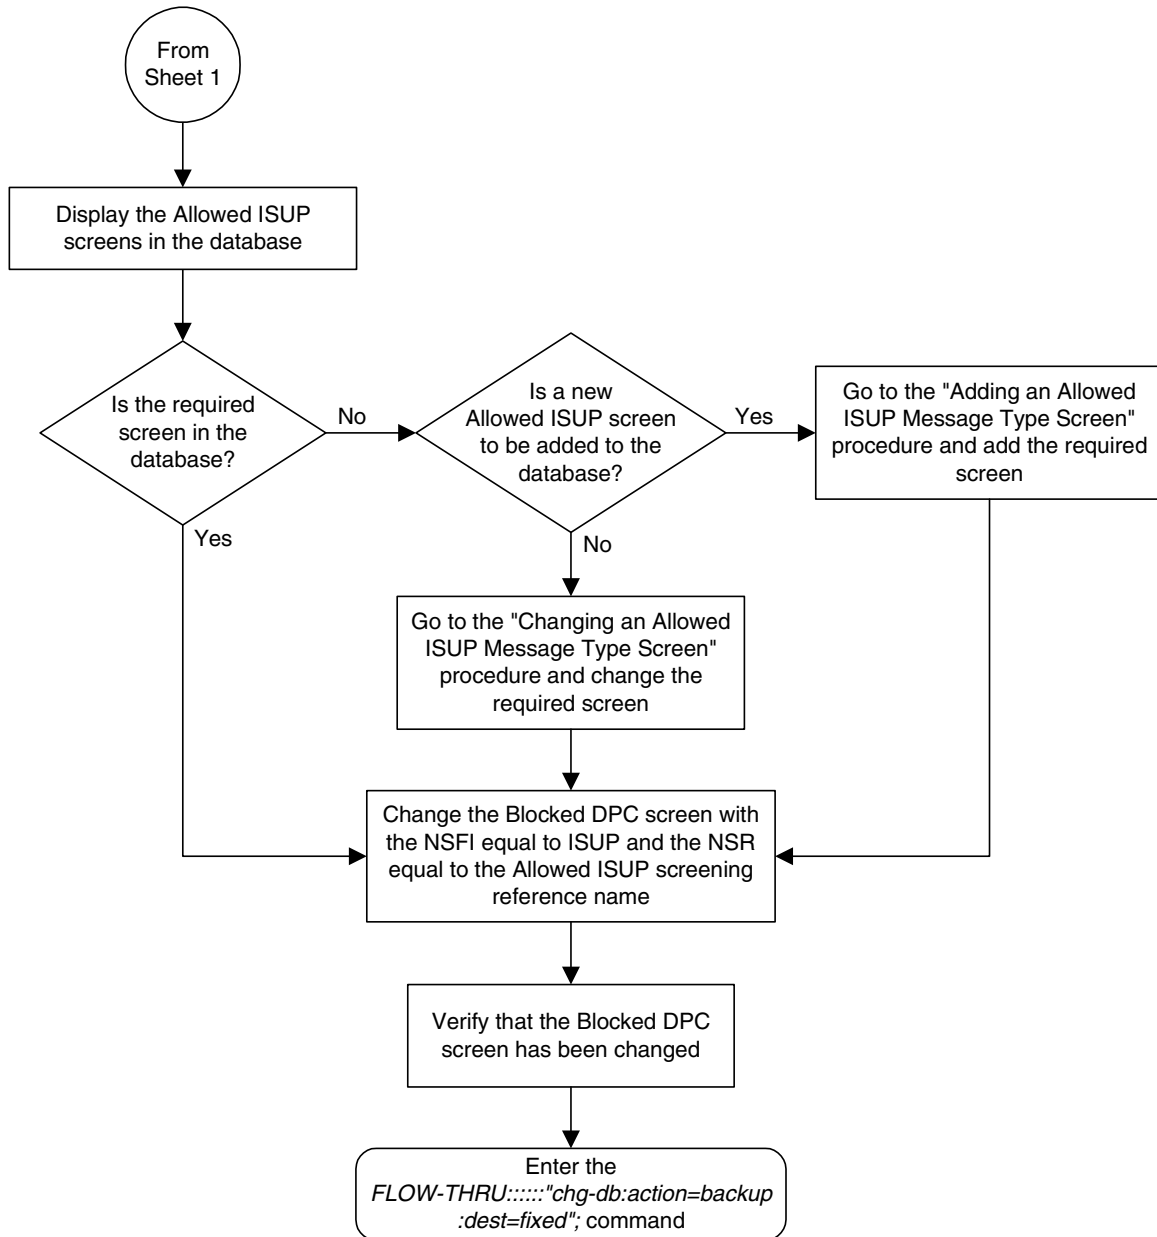 From
Sheet 1
Display the Allowed ISUP
screens in the database
Is the required
screen in the
database?
No
Yes
Is a new
Allowed ISUP screen
to be added to the
database?
Yes
No
Go to the "Adding an Allowed
ISUP Message Type Screen"
procedure and add the required
screen
Go to the "Changing an Allowed
ISUP Message Type Screen"
procedure and change the
required screen
Change the Blocked DPC screen with
the NSFI equal to ISUP and the NSR
equal to the Allowed ISUP screening
reference name
Verify that the Blocked DPC
screen has been changed
Enter the
FLOW-THRU::::::"chg-db:action=backup
:dest=fixed"; command